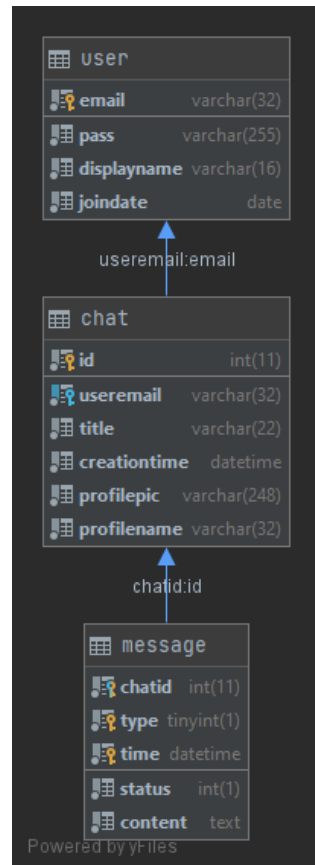 user
email varchar(32)
pass varchar(255)
displayname varchar(16)
joindate date
useremail:email
chat
id int(11)
useremail varchar(32)
title varchar(22)
creationtime datetime
profilepic varchar(248)
profilename varchar(32)
chatid:id
message
chatid int(11)
type tinyint(1)
time datetime
status int(1)
content text
Powered by yFiles